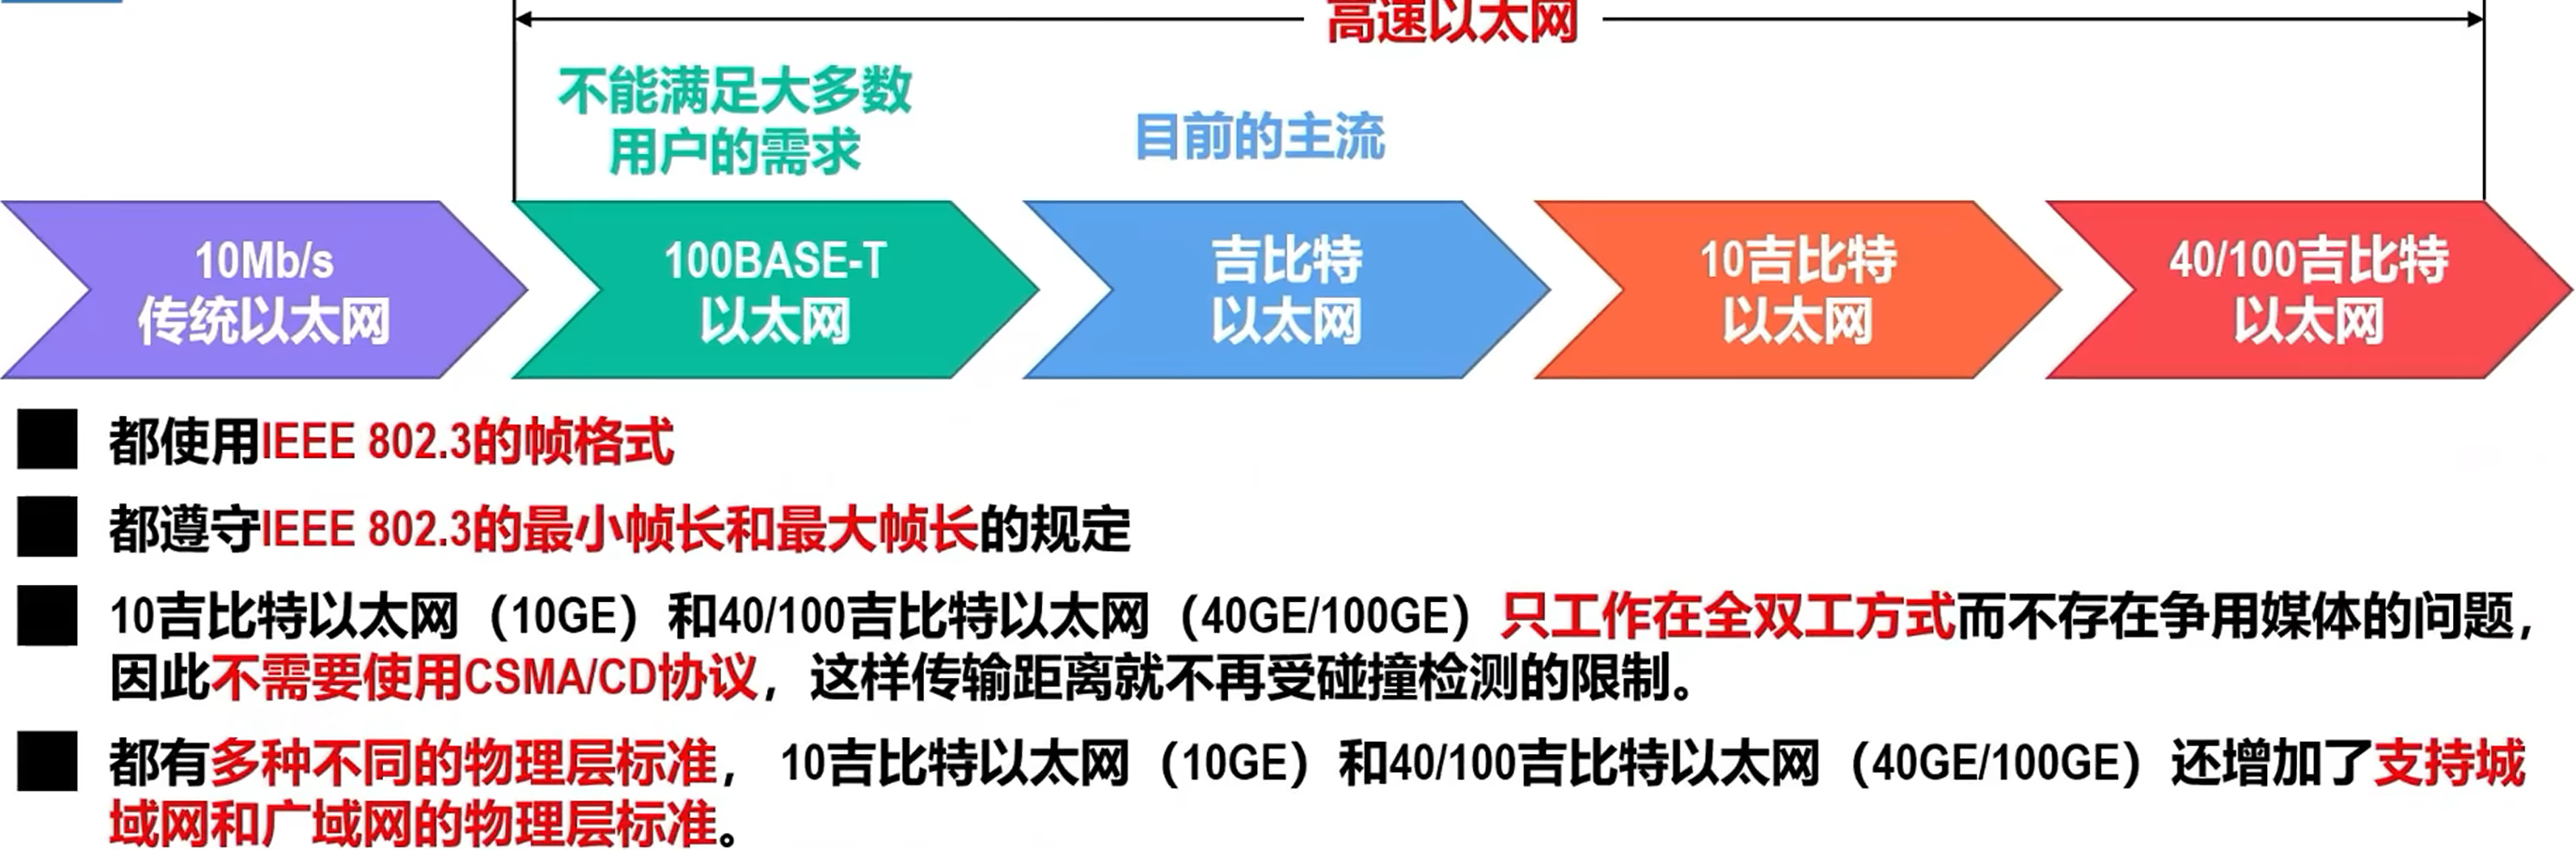 高速以太网
不能满足大多数
用户的需求
目前的主流
10Mb/s
传统以太网
100BASE-T
以太网
吉比特
以太网
10吉比特
以太网
40/100吉比特
以太网
都使用IEEE 802.3的帧格式
都遵守IEEE 802.3的最小帧长和最大帧长的规定
10吉比特以太网（10GE）和40/100吉比特以太网（40GE/100GE）只工作在全双工方式而不存在争用媒体的问题，
因此不需要使用CSMA/CD协议，这样传输距离就不再受碰撞检测的限制。
都有多种不同的物理层标准， 10吉比特以太网（10GE）和40/100吉比特以太网（40GE/100GE）还增加了支持城
域网和广域网的物理层标准。